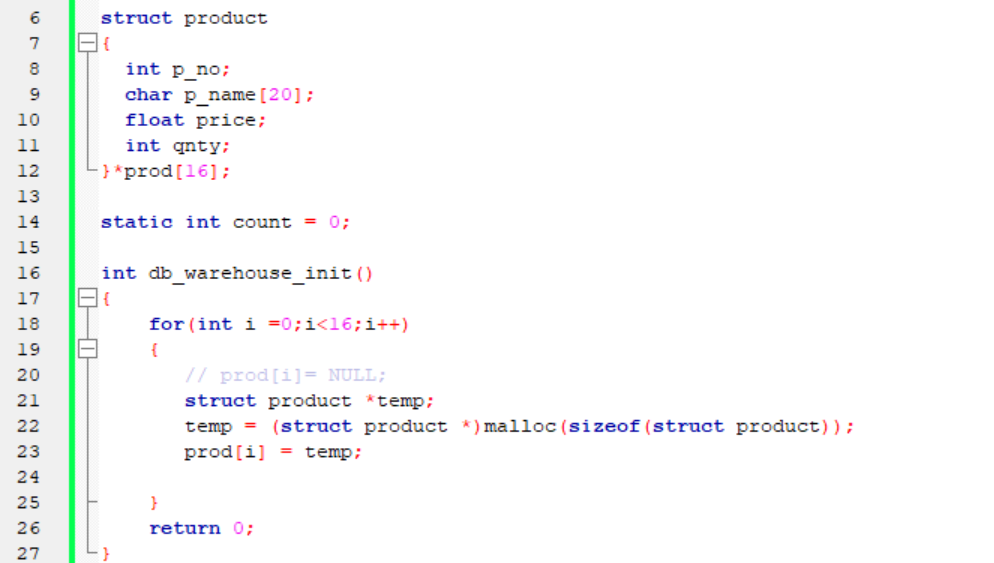 6 struct product
7 {
8 int p_no;
9 char p_name[20];
10 float price;
11 int qnty;
12 }*prod[16];
13
14 static int count = 0;
15
16 int db_warehouse_init()
17 {
18 for(int i =0;i<16;i++)
19 {
20 // prod[i]= NULL;
21 struct product *temp;
22 temp = (struct product *)malloc(sizeof(struct product));
23 prod[i] = temp;
24
25 }
26 return 0;
27 }